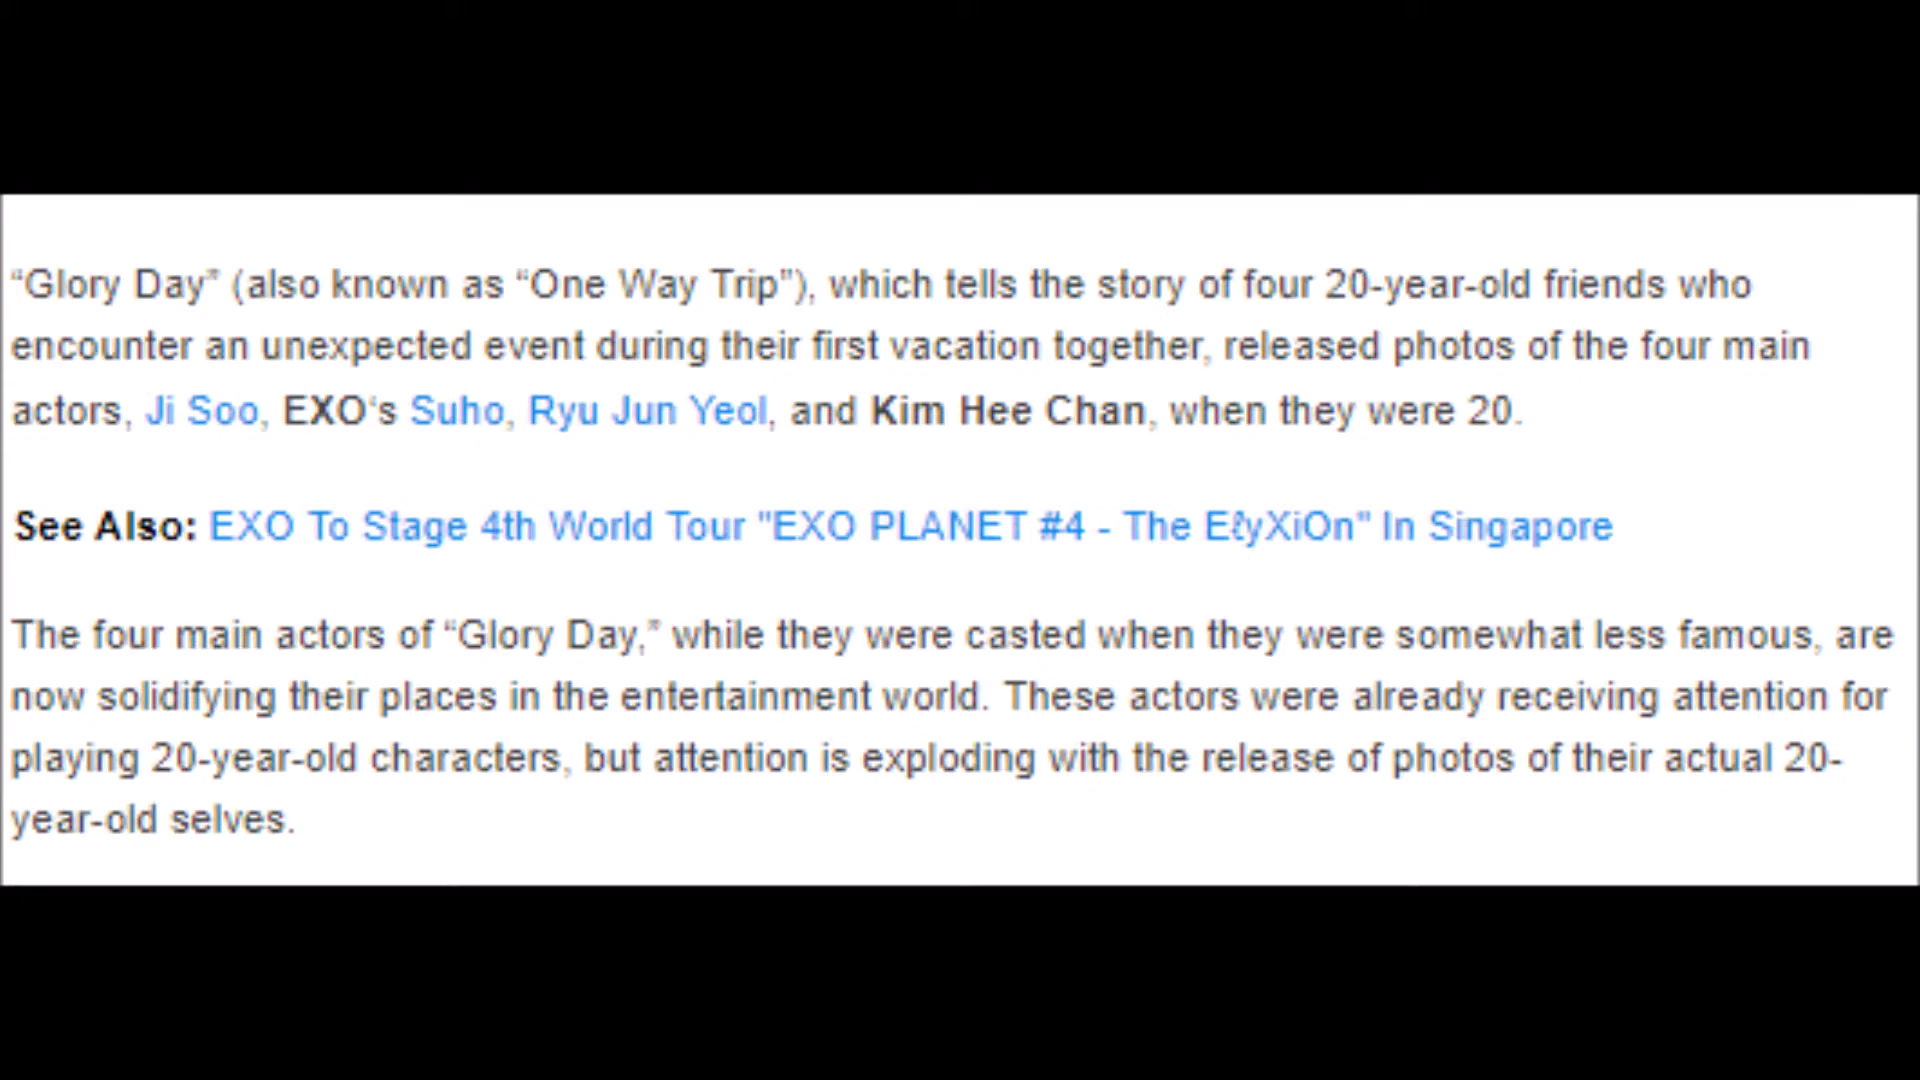 “Glory Day” (also known as “One Way Trip”), which tells the story of four 20-year-old friends who
encounter an unexpected event during their first vacation together, released photos of the four main
actors, Ji Soo, EXO‘s Suho, Ryu Jun Yeol, and Kim Hee Chan, when they were 20.
See Also: EXO To Stage 4th World Tour "EXO PLANET #4 - The EℓyXiOn" In Singapore
The four main actors of “Glory Day,” while they were casted when they were somewhat less famous, are
now solidifying their places in the entertainment world. These actors were already receiving attention for
playing 20-year-old characters, but attention is exploding with the release of photos of their actual 20-
year-old selves.